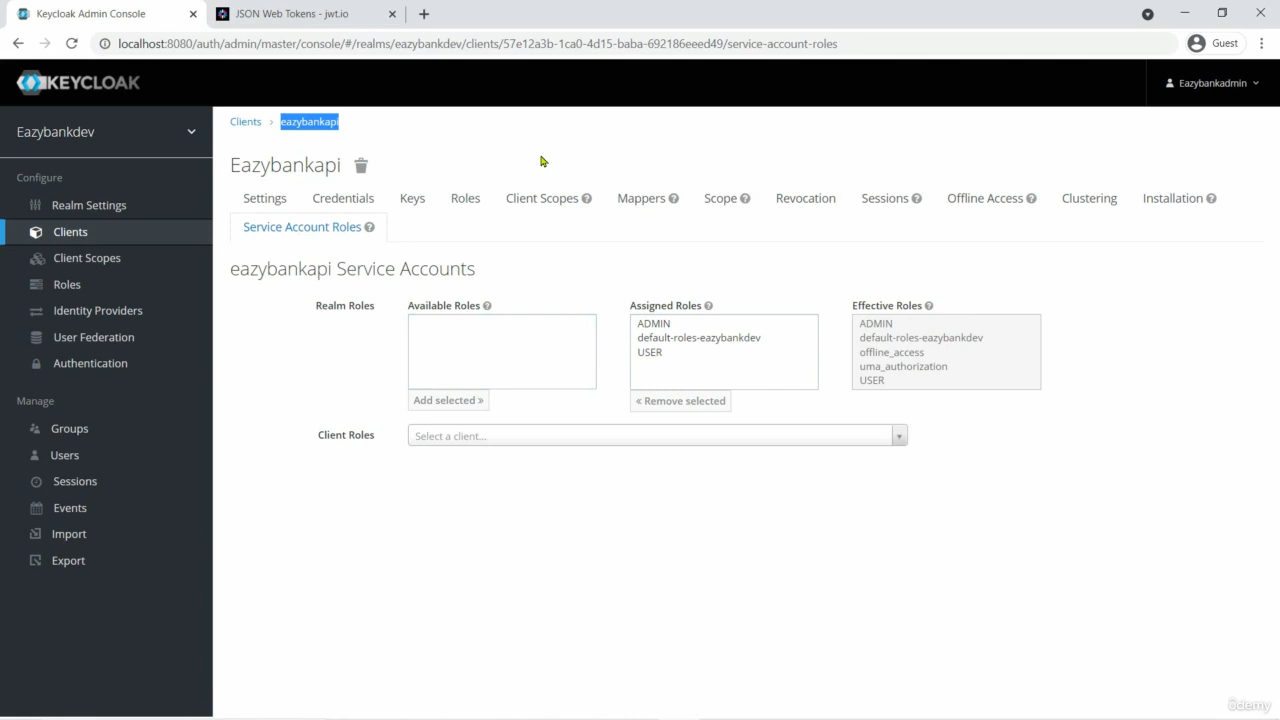 Keycloak Admin Console
JSON Web Tokens - jwt.io
localhost:8080/auth/admin/master/console/#/realms/eazybankdev/clients/57e12a3b-1ca0-4d15-baba-692186eeed49/service-account-roles
Guest
KEYCLOAK
Eazybankadmin
Eazybankdev
Configure
Realm Settings
Clients
Client Scopes
Roles
Identity Providers
User Federation
Authentication
Manage
Groups
Users
Sessions
Events
Import
Export
Clients > eazybankapi
Eazybankapi
Settings Credentials Keys Roles Client Scopes Mappers Scope Revocation Sessions Offline Access Clustering Installation
Service Account Roles
eazybankapi Service Accounts
Realm Roles
Available Roles
Add selected »
Assigned Roles
ADMIN
default-roles-eazybankdev
USER
« Remove selected
Effective Roles
ADMIN
default-roles-eazybankdev
offline_access
uma_authorization
USER
Client Roles
Select a client...
ûdemy